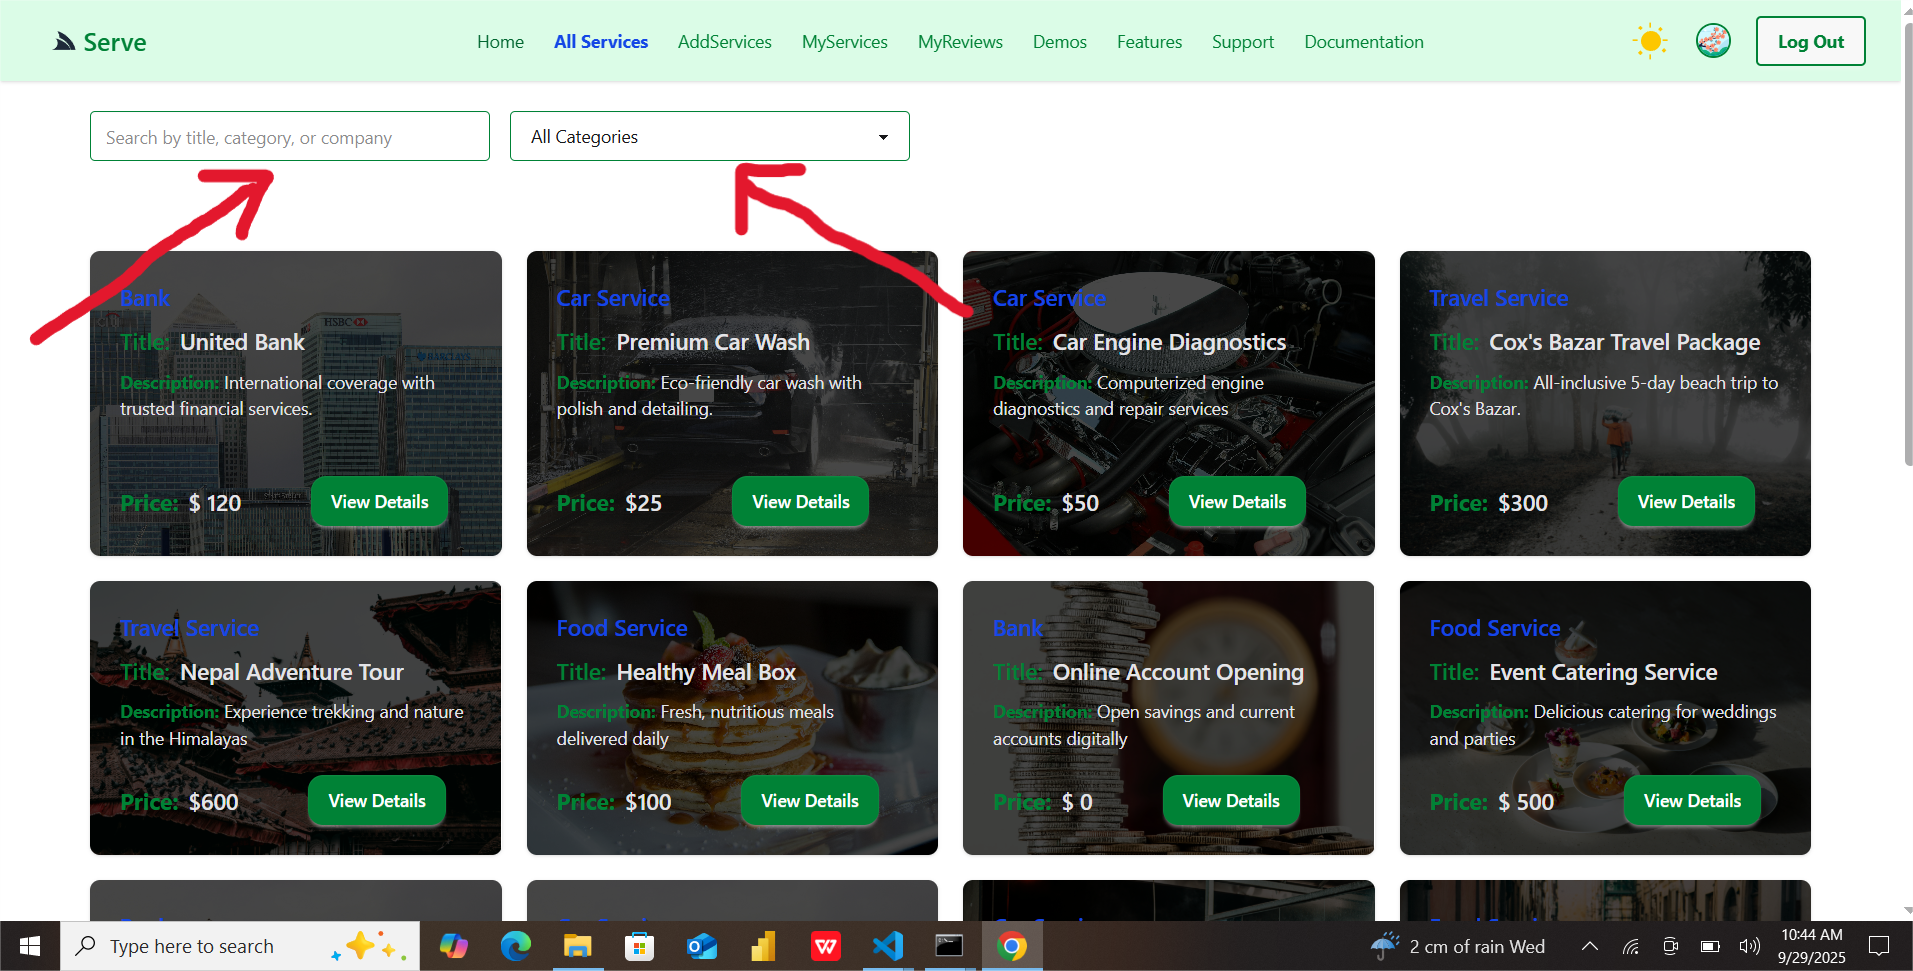 Serve
Home All Services AddServices MyServices MyReviews Demos Features Support Documentation
Log Out
Search by title, category, or company
All Categories
Bank
Title: United Bank
Description: International coverage with
trusted financial services.
Price: $ 120
View Details
HSBC
BARCLAYS
Car Service
Title: Premium Car Wash
Description: Eco-friendly car wash with
polish and detailing.
Price: $25
View Details
Car Service
Title: Car Engine Diagnostics
Description: Computerized engine
diagnostics and repair services
Price: $50
View Details
Travel Service
Title: Cox's Bazar Travel Package
Description: All-inclusive 5-day beach trip to
Cox's Bazar.
Price: $300
View Details
Travel Service
Title: Nepal Adventure Tour
Description: Experience trekking and nature
in the Himalayas
Price: $600
View Details
Food Service
Title: Healthy Meal Box
Description: Fresh, nutritious meals
delivered daily
Price: $100
View Details
Bank
Title: Online Account Opening
Description: Open savings and current
accounts digitally
Price: $ 0
View Details
Food Service
Title: Event Catering Service
Description: Delicious catering for weddings
and parties
Price: $ 500
View Details
Type here to search
2 cm of rain Wed
10:44 AM
9/29/2025